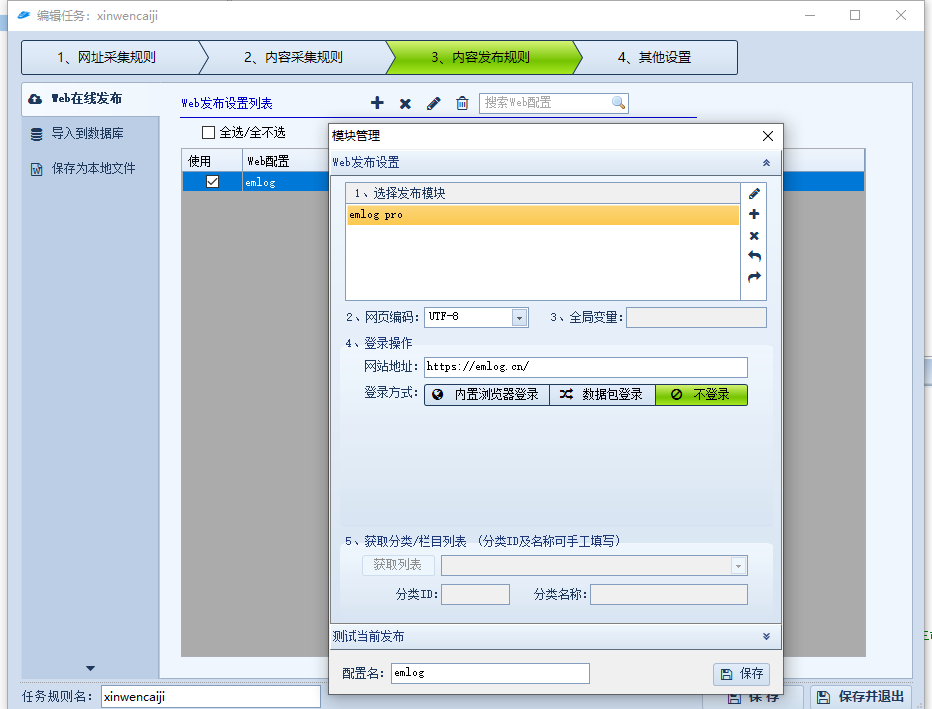 编辑任务: xinwencaiji
1、网址采集规则
2、内容采集规则
3、内容发布规则
4、其他设置
Web在线发布
导入到数据库
保存为本地文件
Web发布设置列表
搜索Web配置
全选/全不选
使用
Web配置
emlog
模块管理
Web发布设置
1、选择发布模块
emlog pro
2、网页编码: UTF-8
3、全局变量:
4、登录操作
网站地址: https://emlog.cn/
登录方式: 内置浏览器登录 数据包登录 不登录
5、获取分类/栏目列表 (分类ID及名称可手工填写)
获取列表
分类ID: 分类名称:
测试当前发布
配置名: emlog
保存
任务规则名: xinwencaiji
保 存
保存并退出